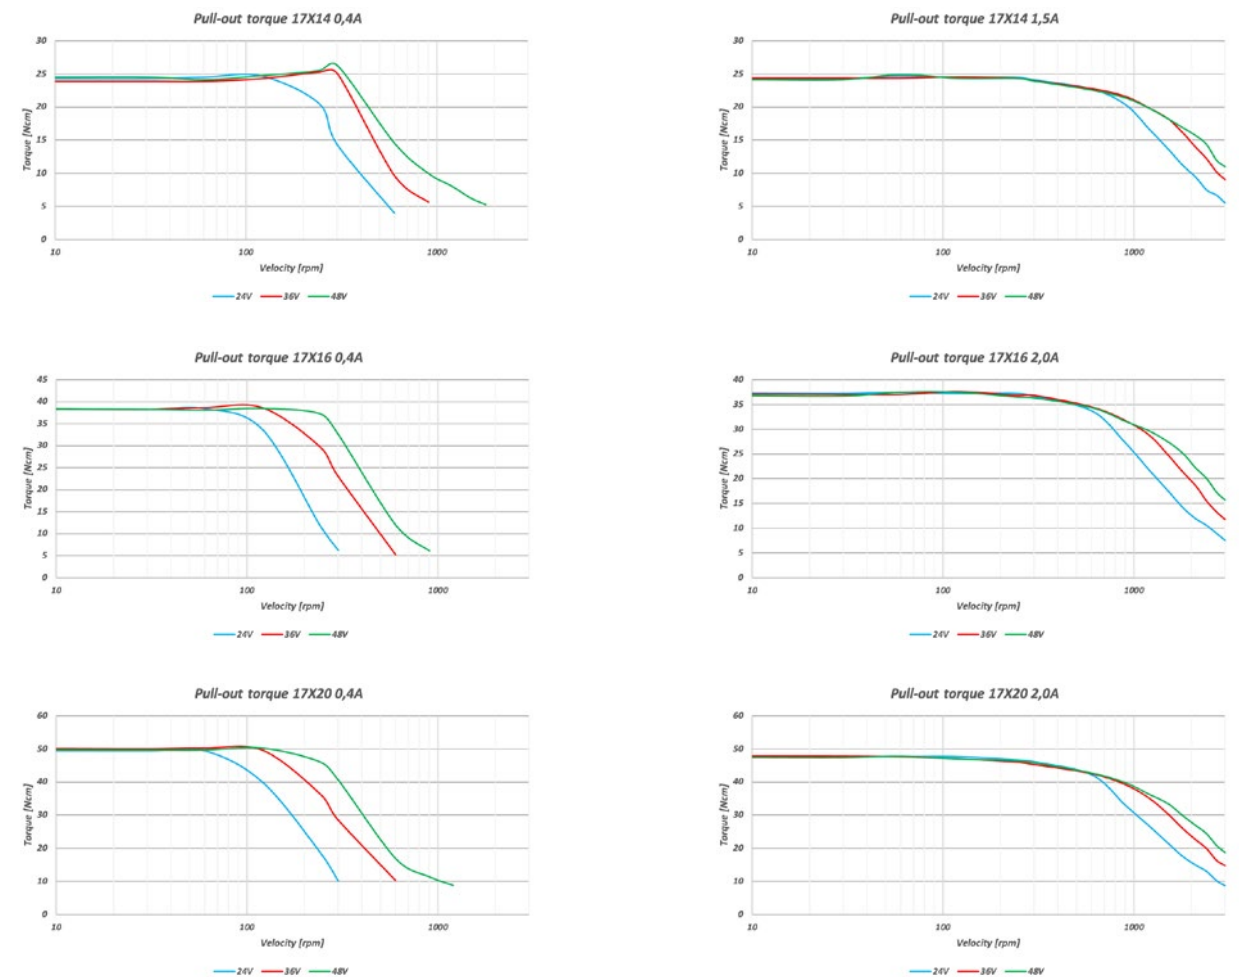 Pull-out torque 17X14 0,4A
30
25
20
15
10
5
0
Torque [Ncm]
10 100 1000
Velocity [rpm]
24V 36V 48V
Pull-out torque 17X14 1,5A
30
25
20
15
10
5
0
Torque [Ncm]
10 100 1000
Velocity [rpm]
24V 36V 48V
Pull-out torque 17X16 0,4A
45
40
35
30
25
20
15
10
5
0
Torque [Ncm]
10 100 1000
Velocity [rpm]
24V 36V 48V
Pull-out torque 17X16 2,0A
40
35
30
25
20
15
10
5
0
Torque [Ncm]
10 100 1000
Velocity [rpm]
24V 36V 48V
Pull-out torque 17X20 0,4A
60
50
40
30
20
10
0
Torque [Ncm]
10 100 1000
Velocity [rpm]
24V 36V 48V
Pull-out torque 17X20 2,0A
60
50
40
30
20
10
0
Torque [Ncm]
10 100 1000
Velocity [rpm]
24V 36V 48V